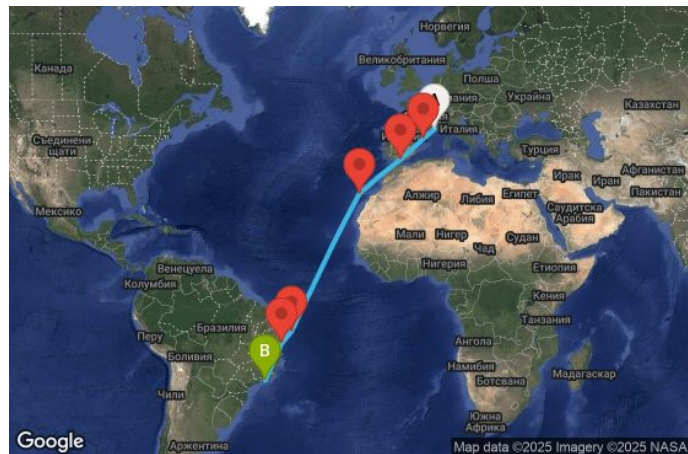 Норвегия
Канада
Великобритания
Полша
Украйна
Казахстан
Италия
Съединени
щати
Турция
Афганистан
Ирак
Иран
Пакистан
Алжир
Либия
Египет
Саудитска
Арабия
Мексико
Мали
Нигер
Чад
Судан
Венецуела
Нигерия
Етиопия
Колумбия
Кения
Бразилия
Танзания
Перу
B
Ангола
Боливия
Намибия
Мадагаскар
Ботсвана
Чили
Южна
Африка
Аржентина
Google
Map data ©2025 Imagery ©2025 NASA